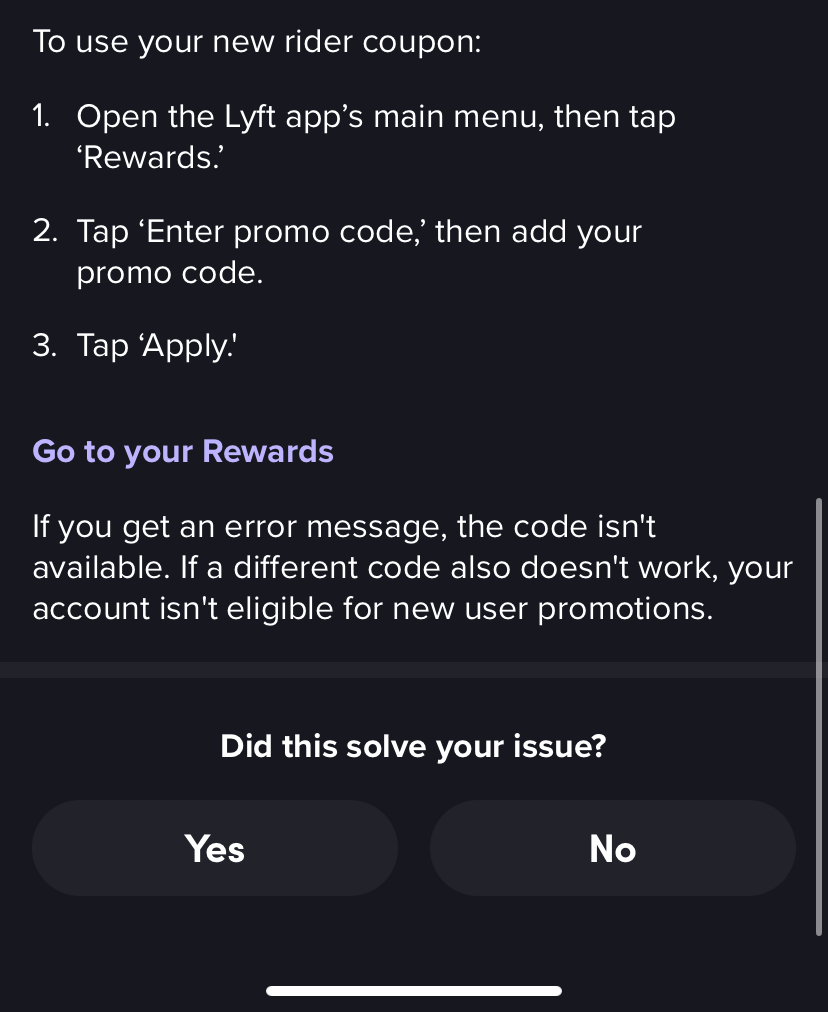 To use your new rider coupon:
1. Open the Lyft app’s main menu, then tap
‘Rewards.’
2. Tap ‘Enter promo code,’ then add your
promo code.
3. Tap ‘Apply.'
Go to your Rewards
If you get an error message, the code isn't
available. If a different code also doesn't work, your
account isn't eligible for new user promotions.
Did this solve your issue?
Yes
No